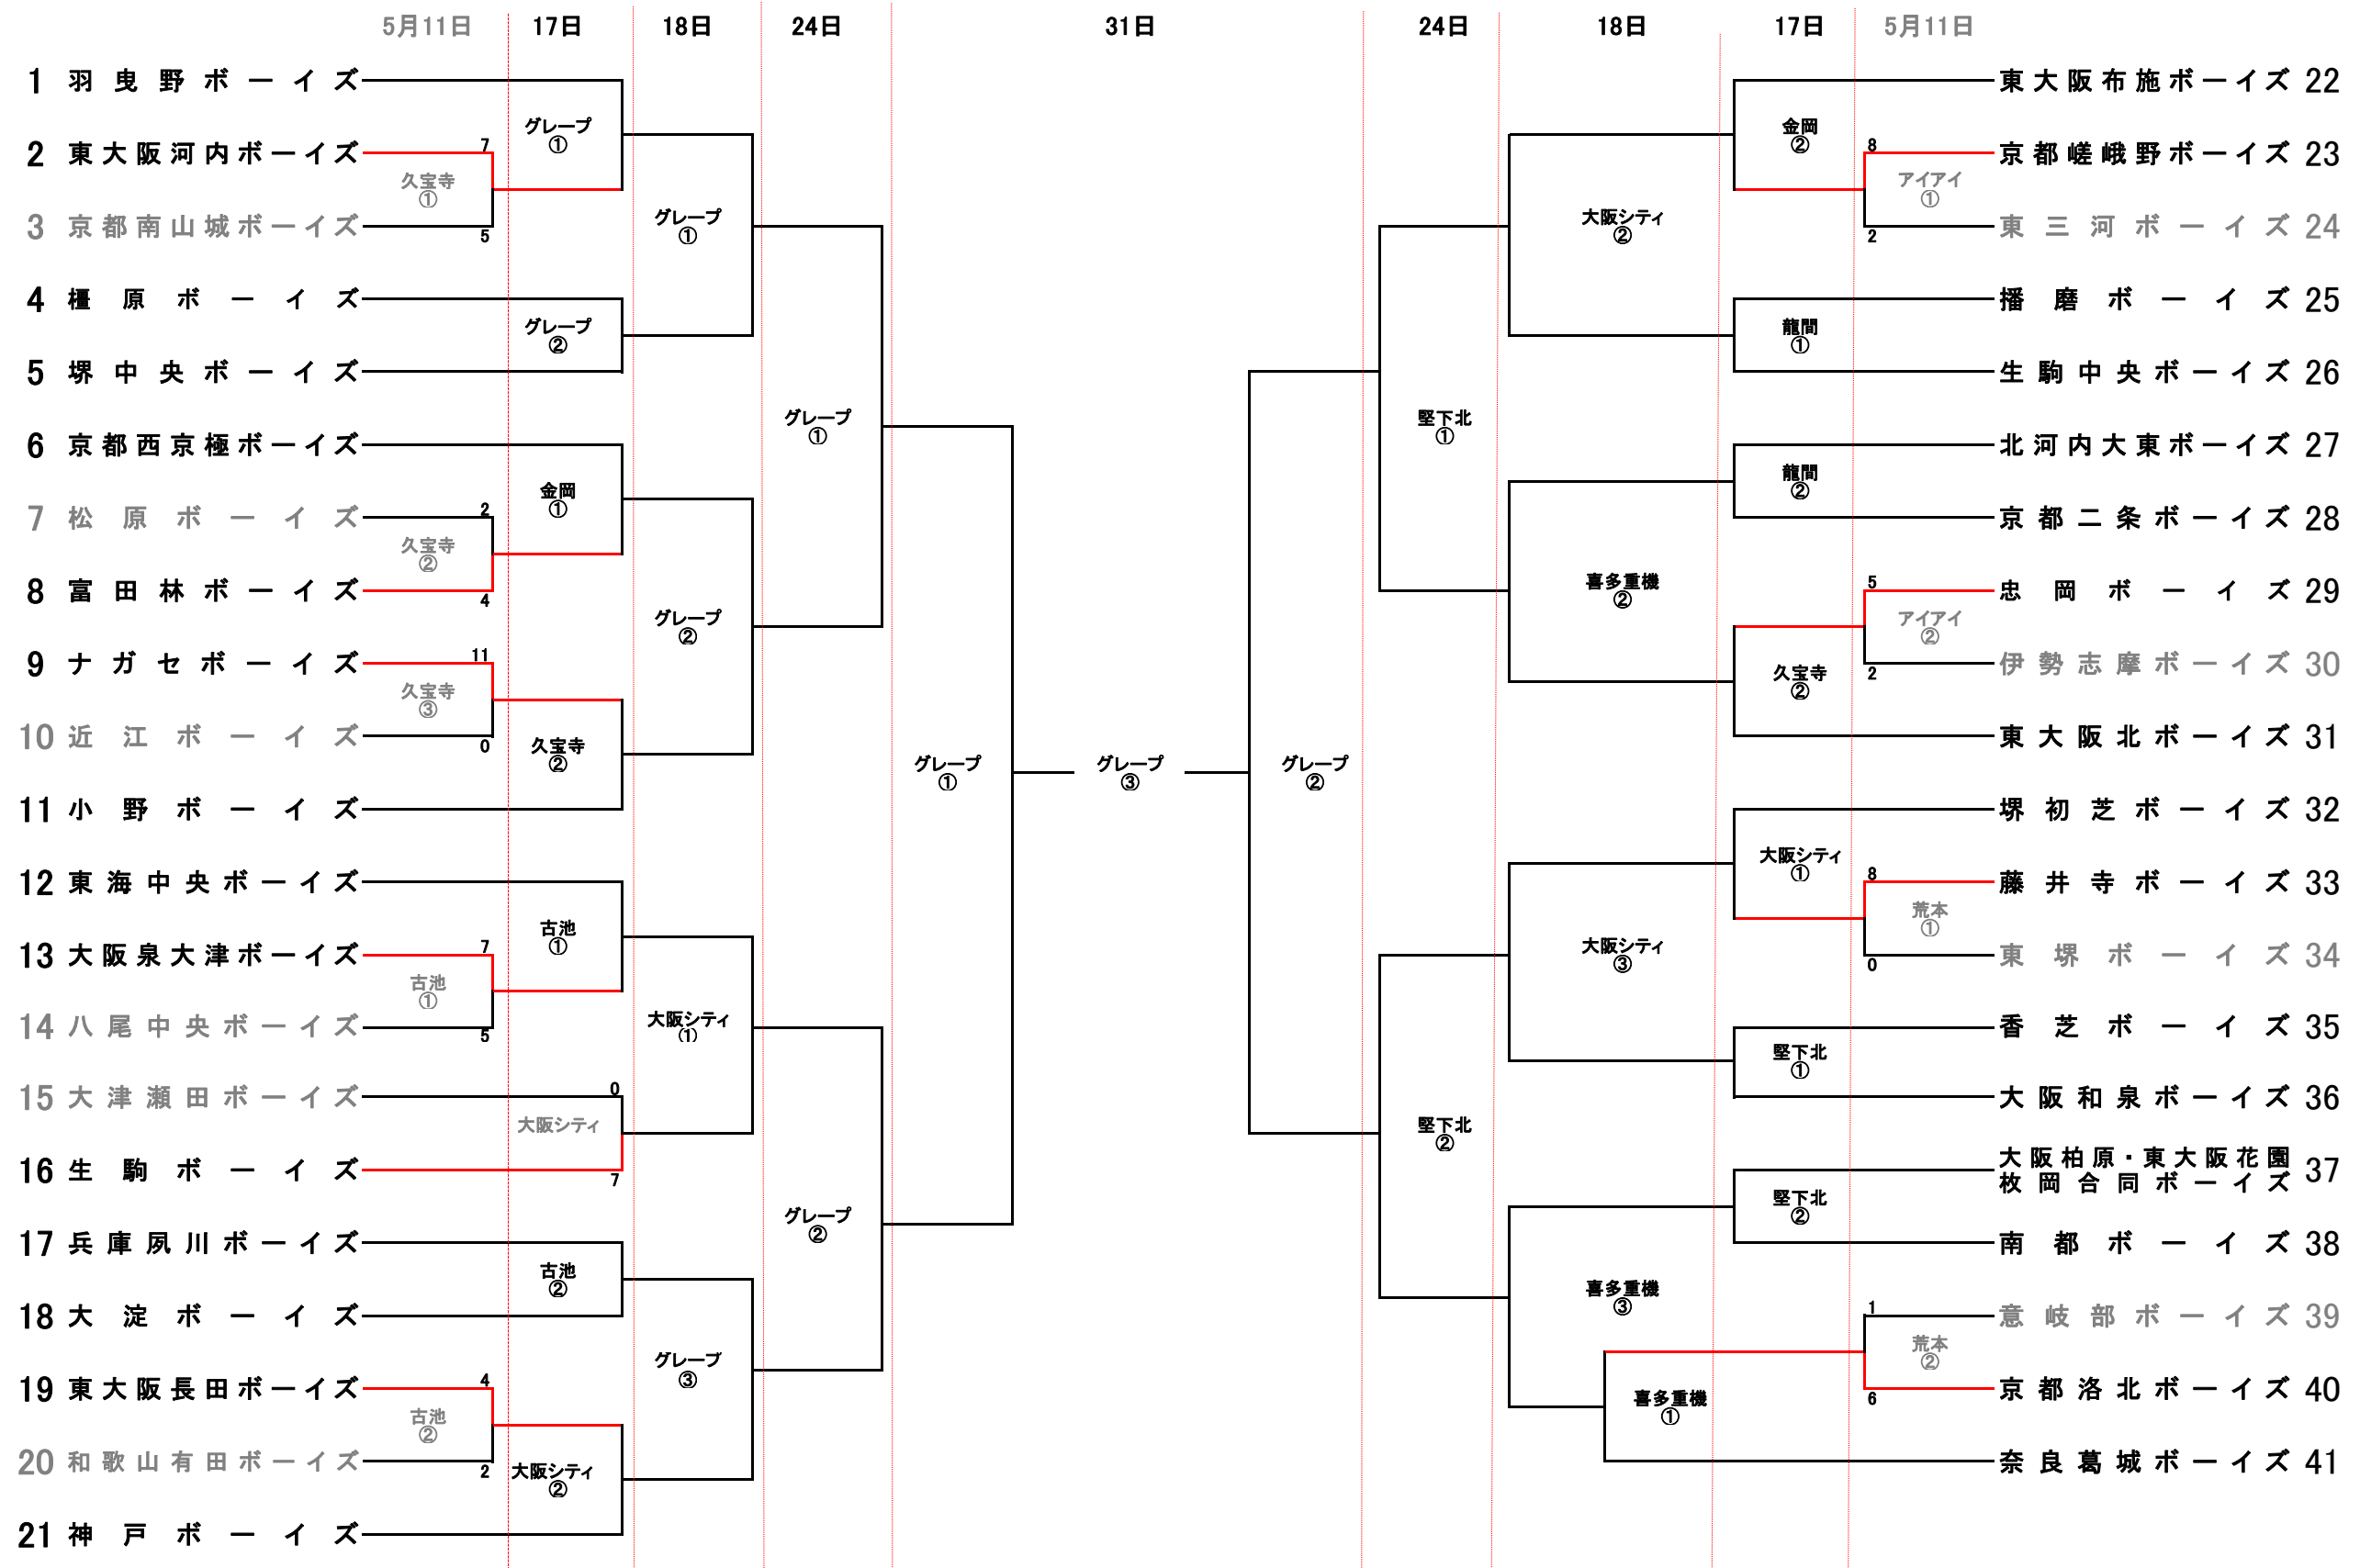 5月11日 17日 18日 24日 31日 24日 18日 17日 5月11日
1 羽曳野ボーイズ
2 東大阪河内ボーイズ 7
久宝寺
①
3 京都南山城ボーイズ 5
グレープ
①
4 橿原ボーイズ
グレープ
②
5 堺中央ボーイズ
グレープ
①
6 京都西京極ボーイズ
金岡
①
7 松原ボーイズ 2
久宝寺
②
8 富田林ボーイズ 4
9 ナガセボーイズ 11
久宝寺
③
10 近江ボーイズ 0
久宝寺
②
11 小野ボーイズ
グレープ
②
グレープ
①
12 東海中央ボーイズ
古池
①
13 大阪泉大津ボーイズ 7
古池
①
14 八尾中央ボーイズ 5
大阪シティ
①
15 大津瀬田ボーイズ 0
大阪シティ
16 生駒ボーイズ 7
17 兵庫夙川ボーイズ
古池
②
18 大淀ボーイズ
グレープ
③
19 東大阪長田ボーイズ 4
古池
②
20 和歌山有田ボーイズ 2
大阪シティ
②
21 神戸ボーイズ
グレープ
②
グレープ
①
グレープ
③
グレープ
②
東大阪布施ボーイズ 22
金岡
②
8 京都嵯峨野ボーイズ 23
アイアイ
①
2 東三河ボーイズ 24
大阪シティ
②
播磨ボーイズ 25
龍間
①
生駒中央ボーイズ 26
堅下北
①
北河内大東ボーイズ 27
龍間
②
京都二条ボーイズ 28
喜多重機
②
5 忠岡ボーイズ 29
アイアイ
②
2 伊勢志摩ボーイズ 30
久宝寺
②
東大阪北ボーイズ 31
堺初芝ボーイズ 32
大阪シティ
①
8 藤井寺ボーイズ 33
荒本
①
0 東堺ボーイズ 34
大阪シティ
③
香芝ボーイズ 35
堅下北
①
大阪和泉ボーイズ 36
堅下北
②
大阪柏原・東大阪花園
枚岡合同ボーイズ 37
堅下北
②
南都ボーイズ 38
喜多重機
③
1 意岐部ボーイズ 39
荒本
②
6 京都洛北ボーイズ 40
喜多重機
①
奈良葛城ボーイズ 41